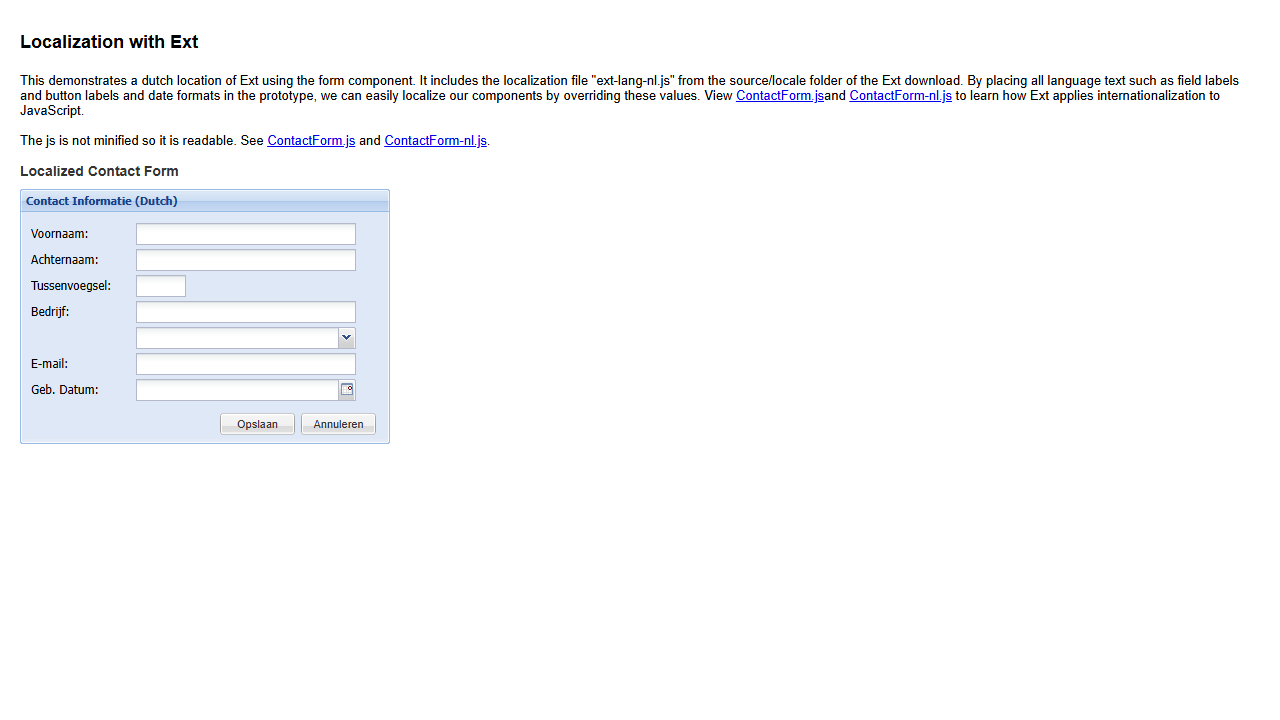 Localization with Ext
This demonstrates a dutch location of Ext using the form component. It includes the localization file "ext-lang-nl.js" from the source/locale folder of the Ext download. By placing all language text such as field labels
and button labels and date formats in the prototype, we can easily localize our components by overriding these values. View ContactForm.jsand ContactForm-nl.js to learn how Ext applies internationalization to
JavaScript.
The js is not minified so it is readable. See ContactForm.js and ContactForm-nl.js.
Localized Contact Form
Contact Informatie (Dutch)
Voornaam:
Achternaam:
Tussenvoegsel:
Bedrijf:
E-mail:
Geb. Datum:
Opslaan Annuleren